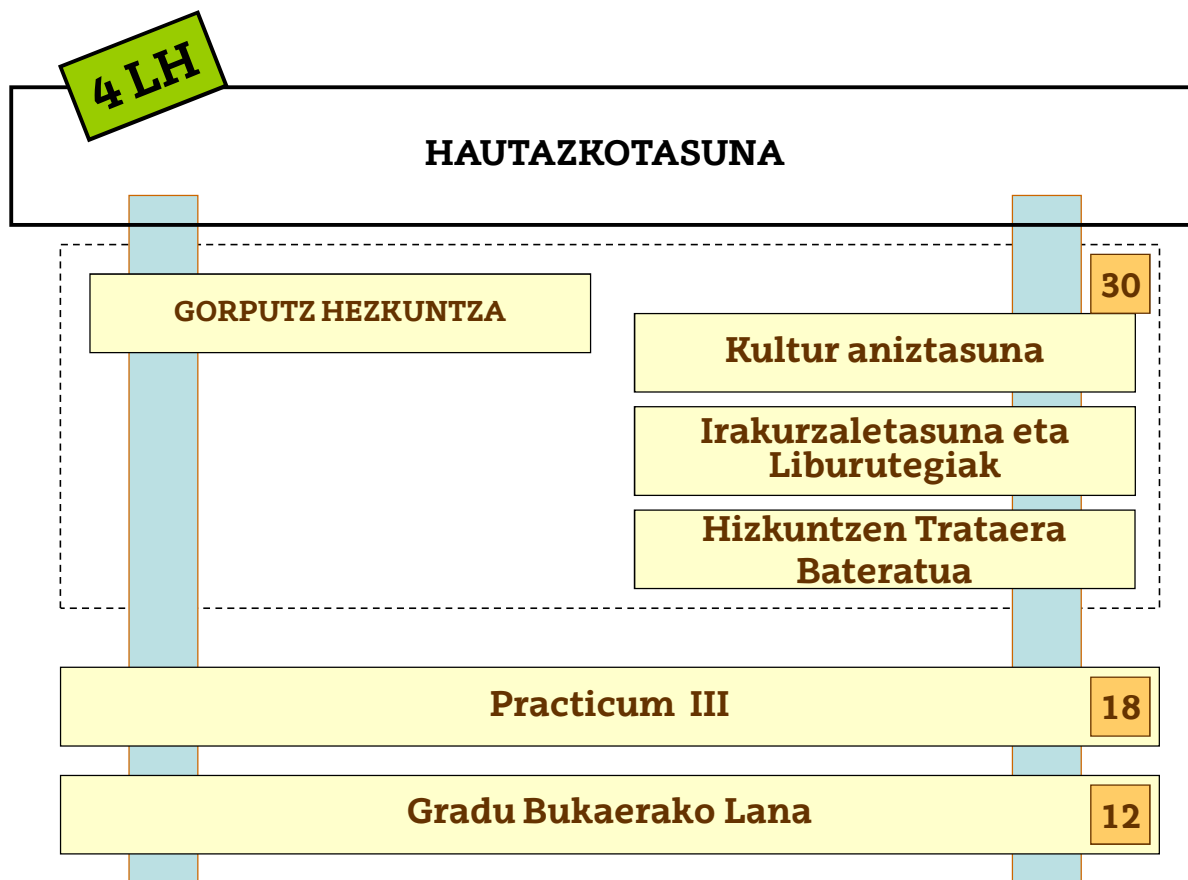 4 LH
HAUTAZKOTASUNA
GORPUTZ HEZKUNTZA
30
Kultur aniztasuna
Irakurzaletasuna eta
Liburutegiak
Hizkuntzen Trataera
Bateratua
Practicum III
18
Gradu Bukaerako Lana
12